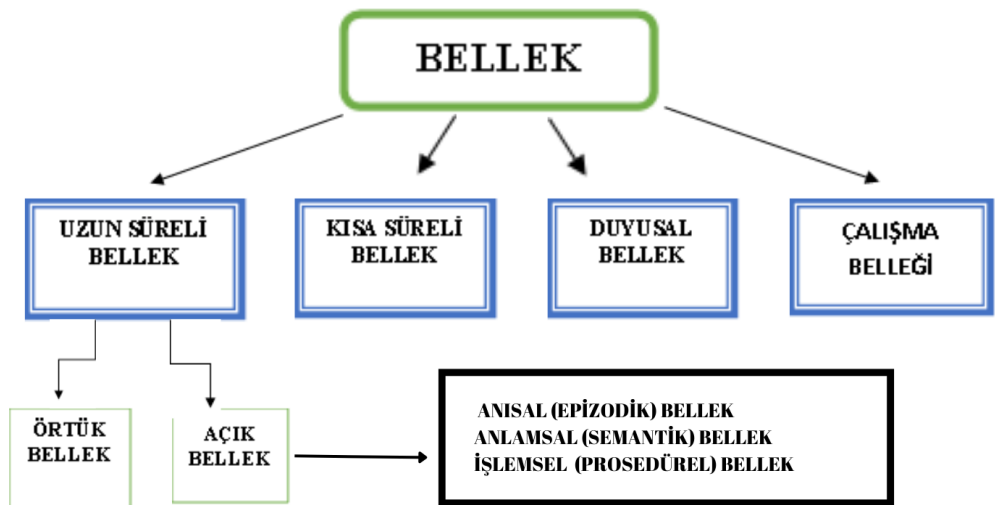 BELLEK
UZUN SÜRELİ
BELLEK
KISA SÜRELİ
BELLEK
DUYUSAL
BELLEK
ÇALIŞMA
BELLEĞİ
ÖRTÜK
BELLEK
AÇIK
BELLEK
ANISAL (EPİZODİK) BELLEK
ANLAMSAL (SEMANTİK) BELLEK
İŞLEMSEL (PROSEDÜREL) BELLEK